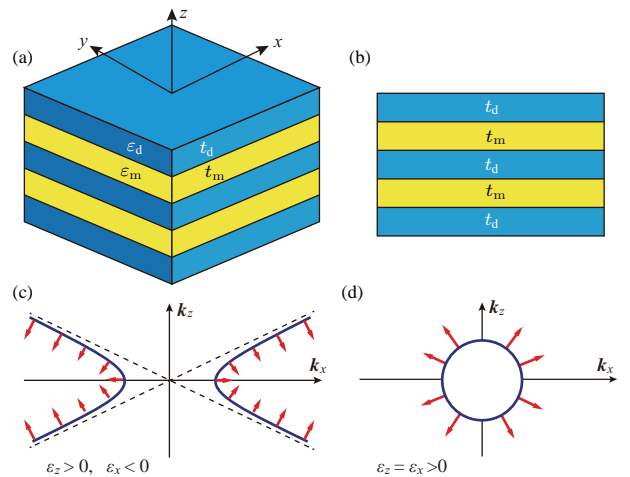 (a)
z
y
x
ε_d
t_d
ε_m
t_m
(b)
t_d
t_m
t_d
t_m
t_d
(c)
k_z
k_x
ε_z > 0, ε_x < 0
(d)
k_z
k_x
ε_z = ε_x > 0